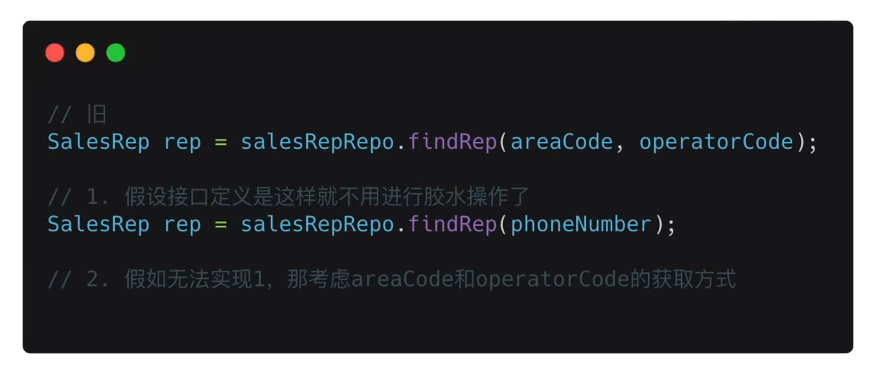 // 旧
SalesRep rep = salesRepRepo.findRep(areaCode, operatorCode);
// 1. 假设接口定义是这样就不用进行胶水操作了
SalesRep rep = salesRepRepo.findRep(phoneNumber);
// 2. 假如无法实现1，那考虑areaCode和operatorCode的获取方式